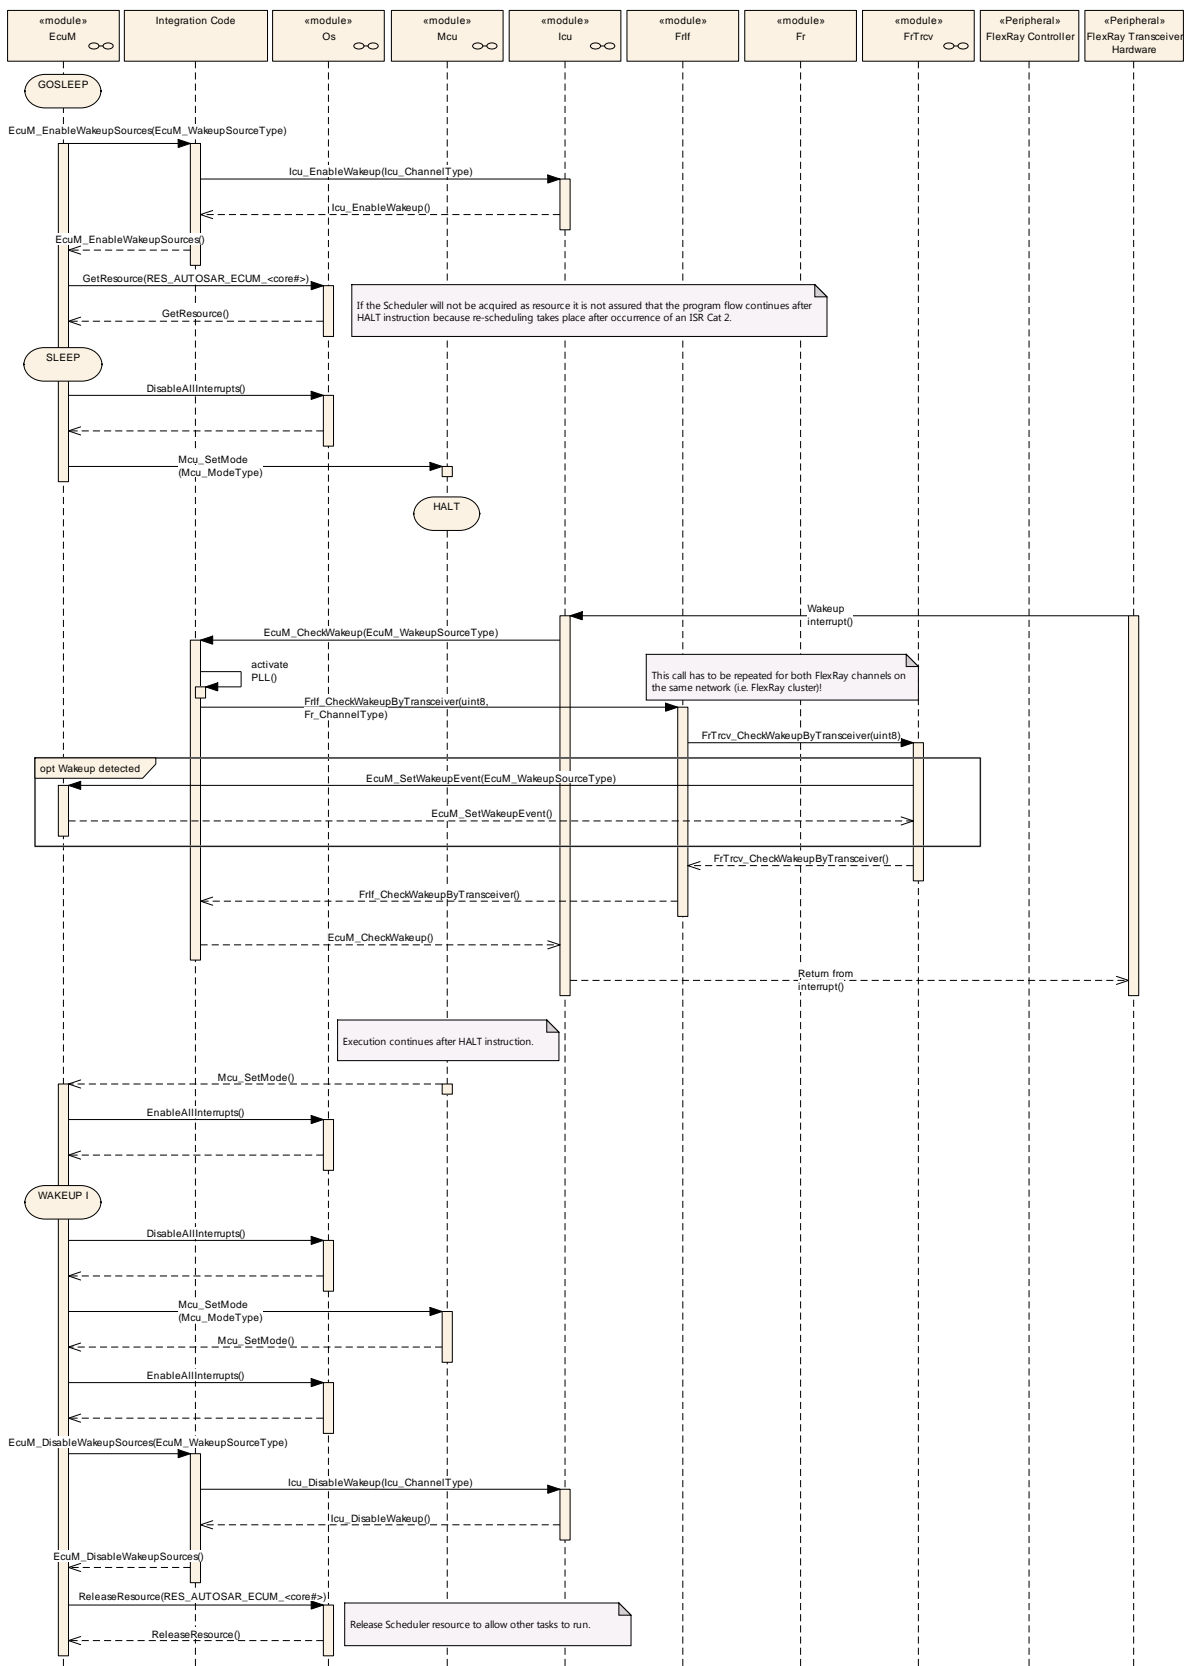 «module»
EcuM
Integration Code
«module»
Os
«module»
Mcu
«module»
Icu
«module»
FrIf
«module»
Fr
«module»
FrTrcv
«Peripheral»
FlexRay Controller
«Peripheral»
FlexRay Transceiver
Hardware
GOSLEEP
EcuM_EnableWakeupSources(EcuM_WakeupSourceType)
Icu_EnableWakeup(Icu_ChannelType)
Icu_EnableWakeup()
EcuM_EnableWakeupSources()
GetResource(RES_AUTOSAR_ECUM_<core#>)
If the Scheduler will not be acquired as resource it is not assured that the program flow continues after
HALT instruction because re-scheduling takes place after occurrence of an ISR Cat 2.
GetResource()
SLEEP
DisableAllInterrupts()
Mcu_SetMode
(Mcu_ModeType)
HALT
Wakeup
interrupt()
EcuM_CheckWakeup(EcuM_WakeupSourceType)
activate
PLL()
This call has to be repeated for both FlexRay channels on
the same network (i.e. FlexRay cluster)!
FrIf_CheckWakeupByTransceiver(uint8,
Fr_ChannelType)
FrTrcv_CheckWakeupByTransceiver(uint8)
opt Wakeup detected
EcuM_SetWakeupEvent(EcuM_WakeupSourceType)
EcuM_SetWakeupEvent()
FrTrcv_CheckWakeupByTransceiver()
FrIf_CheckWakeupByTransceiver()
EcuM_CheckWakeup()
Return from
interrupt()
Execution continues after HALT instruction.
Mcu_SetMode()
EnableAllInterrupts()
WAKEUP I
DisableAllInterrupts()
Mcu_SetMode
(Mcu_ModeType)
Mcu_SetMode()
EnableAllInterrupts()
EcuM_DisableWakeupSources(EcuM_WakeupSourceType)
Icu_DisableWakeup(Icu_ChannelType)
Icu_DisableWakeup()
EcuM_DisableWakeupSources()
ReleaseResource(RES_AUTOSAR_ECUM_<core#>)
Release Scheduler resource to allow other tasks to run.
ReleaseResource()